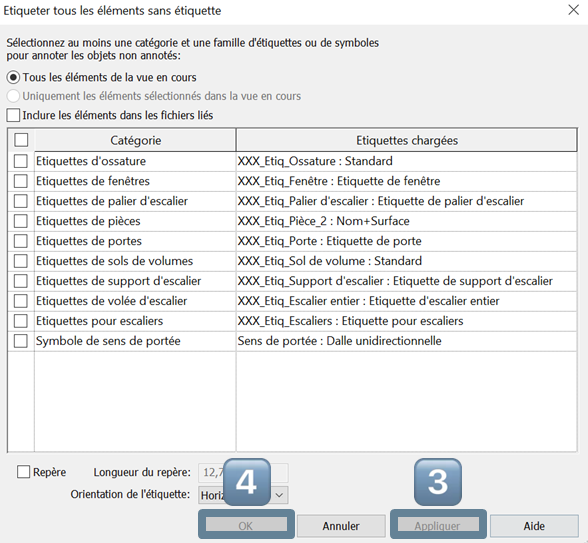 Etiqueter tous les éléments sans étiquette
Sélectionnez au moins une catégorie et une famille d'étiquettes ou de symboles
pour annoter les objets non annotés:
Tous les éléments de la vue en cours
Uniquement les éléments sélectionnés dans la vue en cours
Inclure les éléments dans les fichiers liés
Catégorie Etiquettes chargées
Etiquettes d'ossature XXX_Etiq_Ossature : Standard
Etiquettes de fenêtres XXX_Etiq_Fenêtre : Etiquette de fenêtre
Etiquettes de palier d'escalier XXX_Etiq_Palier d'escalier : Etiquette de palier d'escalier
Etiquettes de pièces XXX_Etiq_Pièce_2 : Nom+Surface
Etiquettes de portes XXX_Etiq_Porte : Etiquette de porte
Etiquettes de sols de volumes XXX_Etiq_Sol de volume : Standard
Etiquettes de support d'escalier XXX_Etiq_Support d'escalier : Etiquette de support d'escalier
Etiquettes de volée d'escalier XXX_Etiq_Escalier entier : Etiquette d'escalier entier
Etiquettes pour escaliers XXX_Etiq_Escaliers : Etiquette pour escaliers
Symbole de sens de portée Sens de portée : Dalle unidirectionnelle
Repère Longueur du repère: 12,7
Orientation de l'étiquette: Horiz
4 3
OK Annuler Appliquer Aide